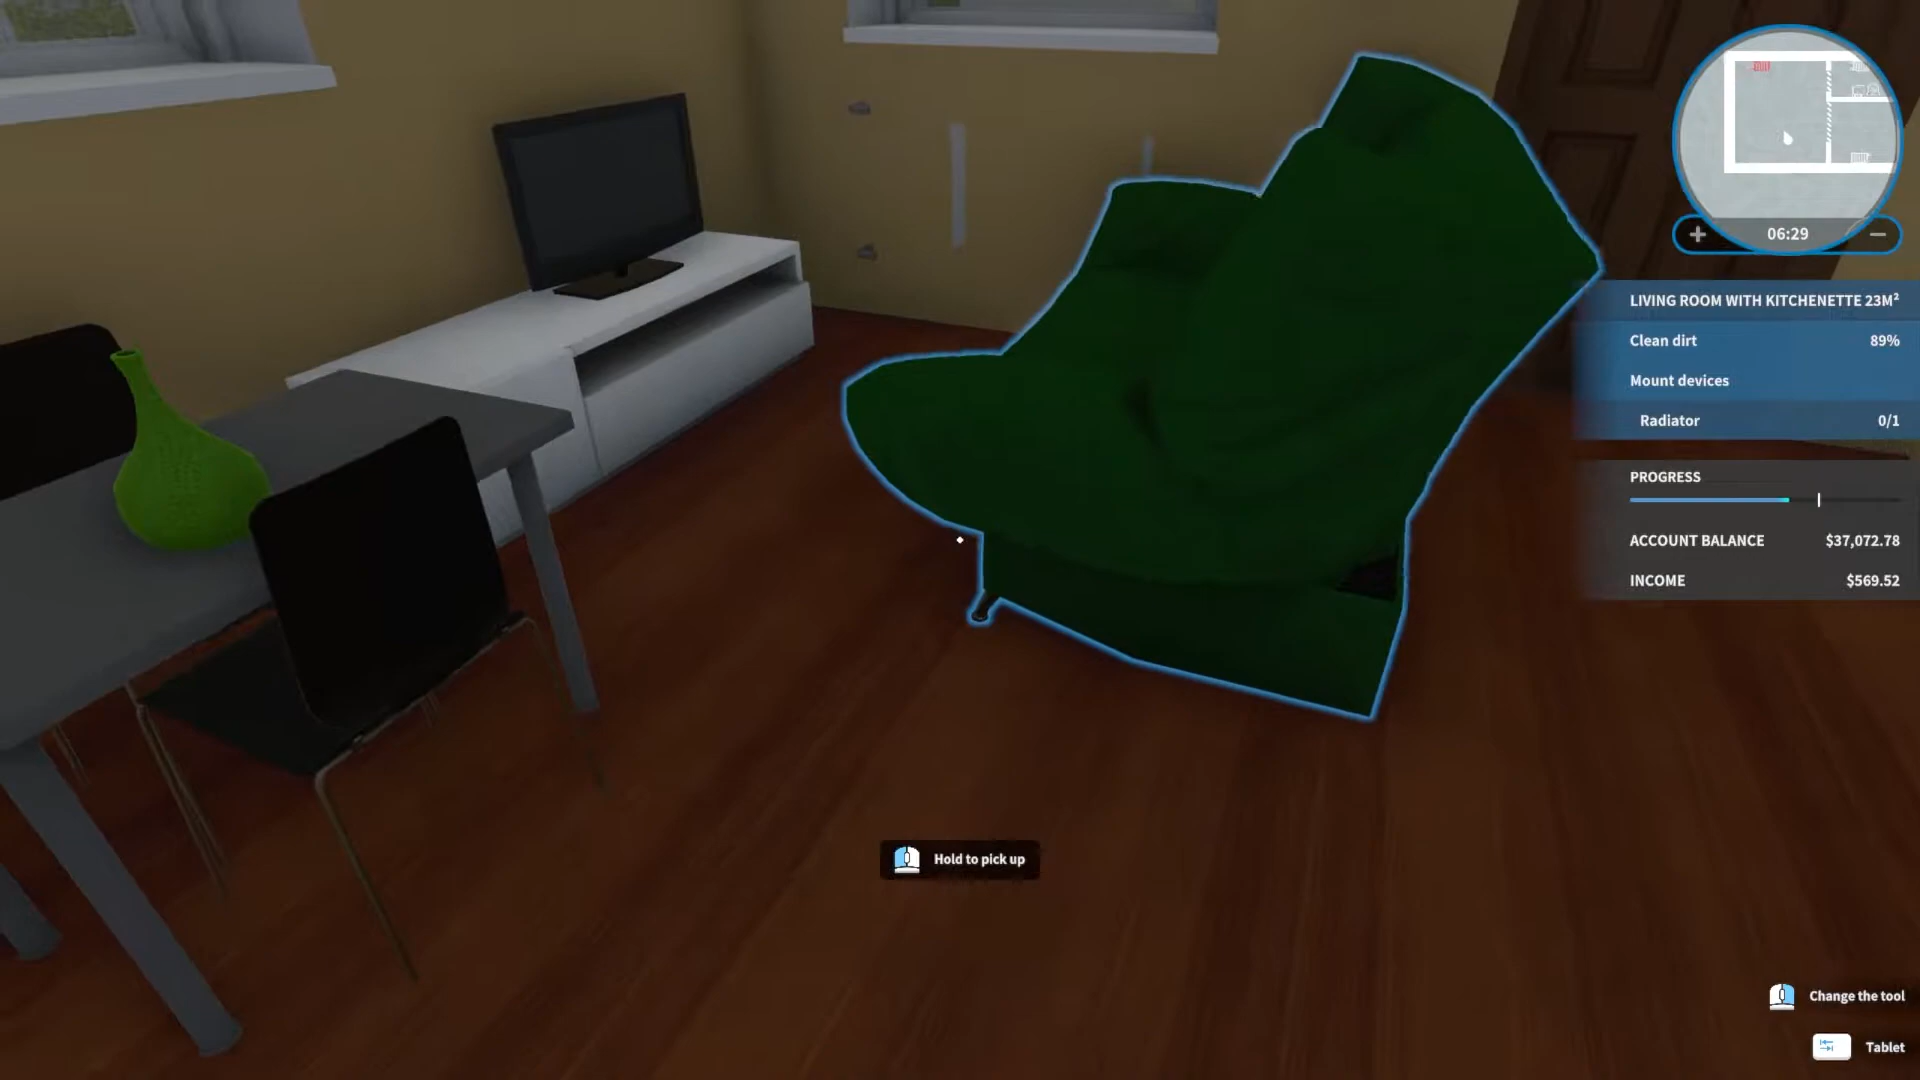 06:29
LIVING ROOM WITH KITCHENETTE 23M²
Clean dirt 89%
Mount devices
Radiator 0/1
PROGRESS
ACCOUNT BALANCE $37,072.78
INCOME $569.52
Hold to pick up
Change the tool
Tablet